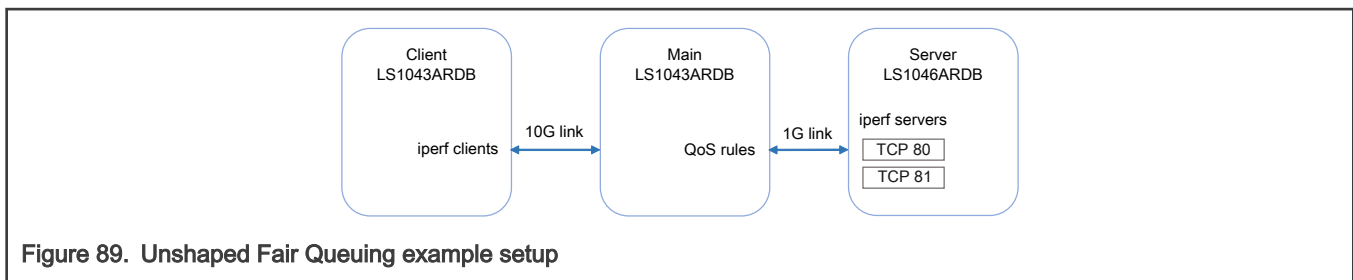 Client
LS1043ARDB
iperf clients
10G link
Main
LS1043ARDB
QoS rules
1G link
Server
LS1046ARDB
iperf servers
TCP 80
TCP 81
Figure 89. Unshaped Fair Queuing example setup